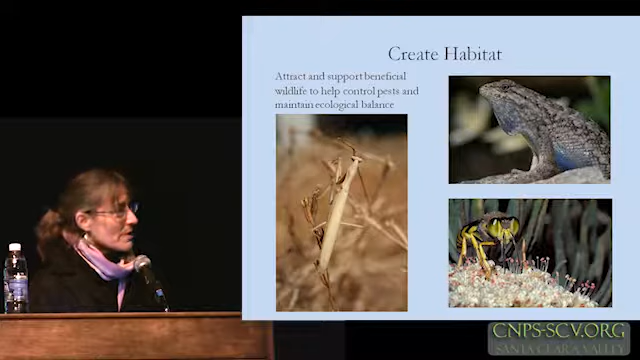 Create Habitat
Attract and support beneficial
wildlife to help control pests and
maintain ecological balance
CNPS-SCV.ORG
SANTA CLARA VALLEY